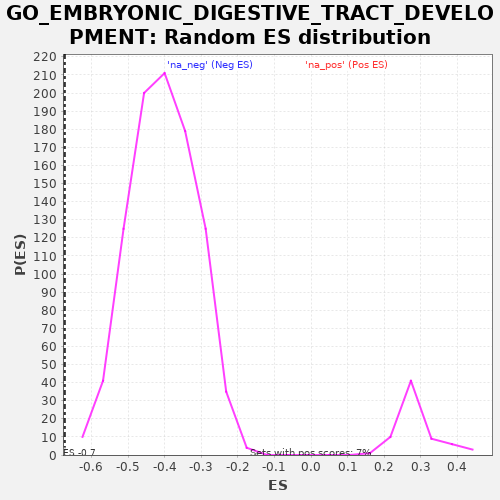 GO_EMBRYONIC_DIGESTIVE_TRACT_DEVELO
PMENT: Random ES distribution
'na_neg' (Neg ES)
'na_pos' (Pos ES)
220
210
200
190
180
170
160
150
140
130
120
110
100
90
80
70
60
50
40
30
20
10
0
P(ES)
ES -0.7
Sets with pos scores: 7%
-0.6 -0.5 -0.4 -0.3 -0.2 -0.1 0.0 0.1 0.2 0.3 0.4
ES